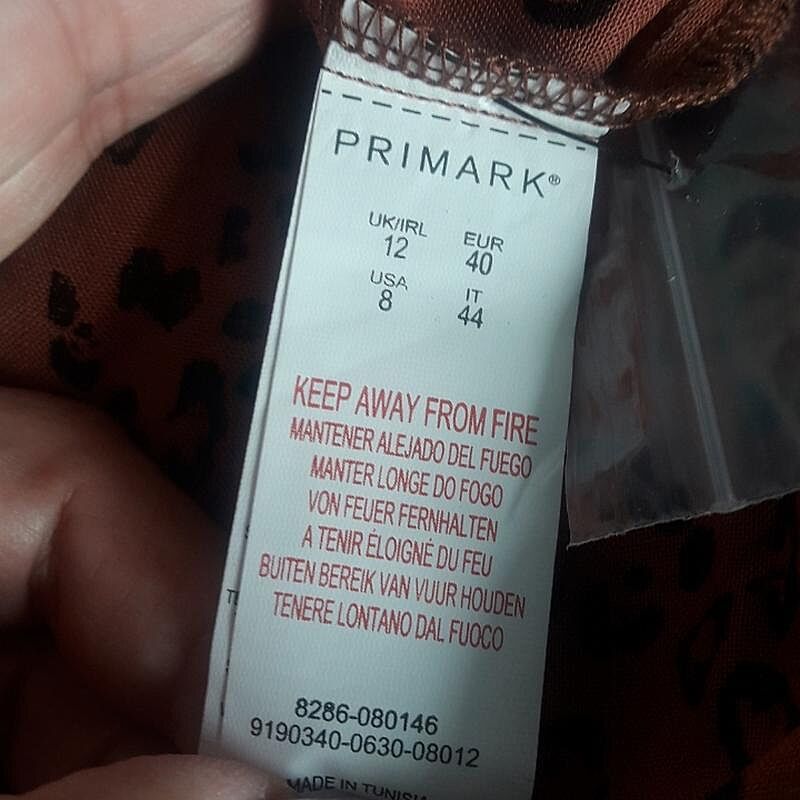 PRIMARK®
UK/IRL EUR
12 40
USA IT
8 44
KEEP AWAY FROM FIRE
MANTENER ALEJADO DEL FUEGO
MANTER LONGE DO FOGO
VON FEUER FERNHALTEN
A TENIR ÉLOIGNÉ DU FEU
BUITEN BEREIK VAN VUUR HOUDEN
TENERE LONTANO DAL FUOCO
8286-080146
9190340-0630-08012
MADE IN TUNISIA